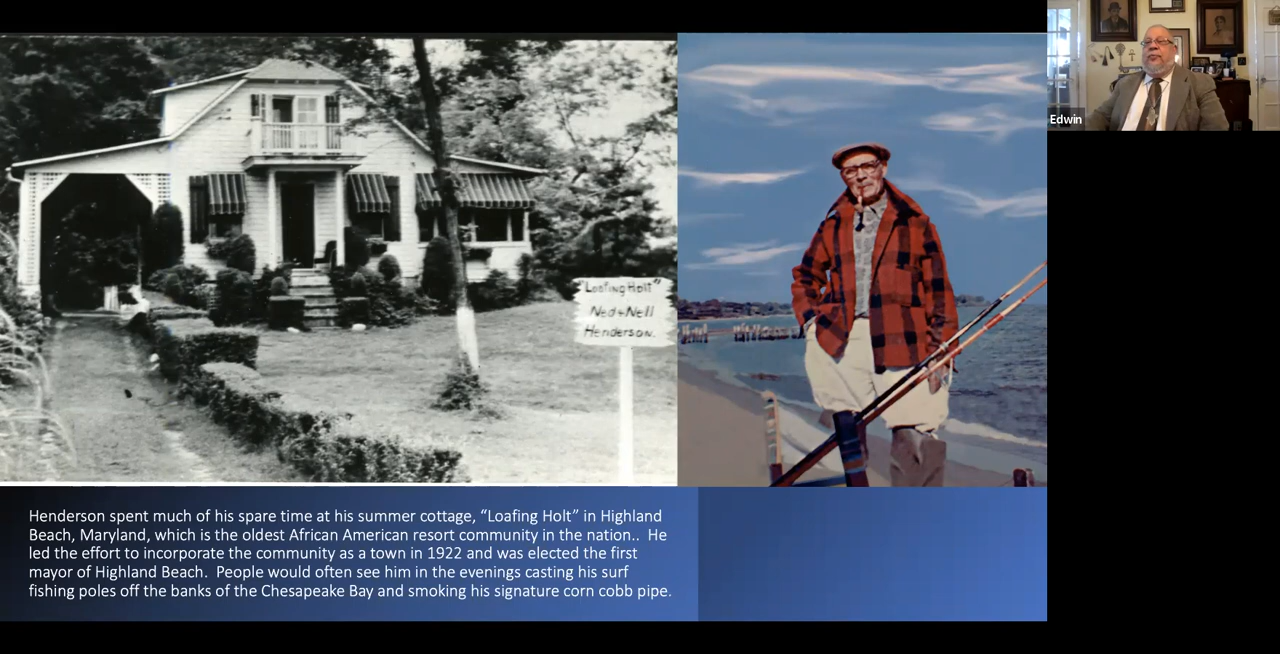 Edwin
"Loafing Holt"
Ned + Nell
Henderson.
Henderson spent much of his spare time at his summer cottage, “Loafing Holt” in Highland
Beach, Maryland, which is the oldest African American resort community in the nation.. He
led the effort to incorporate the community as a town in 1922 and was elected the first
mayor of Highland Beach. People would often see him in the evenings casting his surf
fishing poles off the banks of the Chesapeake Bay and smoking his signature corn cobb pipe.